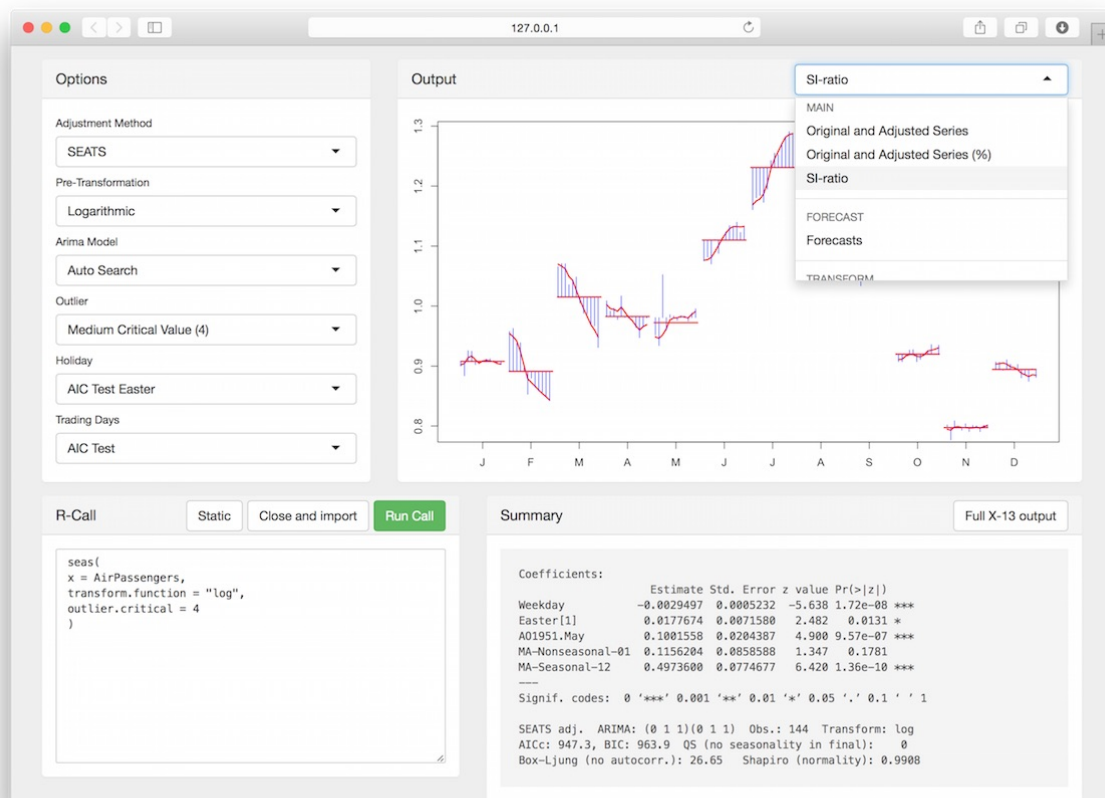 127.0.0.1
Options
Adjustment Method
SEATS
Pre-Transformation
Logarithmic
Arima Model
Auto Search
Outlier
Medium Critical Value (4)
Holiday
AIC Test Easter
Trading Days
AIC Test
Output
SI-ratio
MAIN
Original and Adjusted Series
Original and Adjusted Series (%)
SI-ratio
FORECAST
Forecasts
TRANSFORM
1.3
1.2
1.1
1.0
0.9
0.8
J F M A M J J A S O N D
R-Call
Static
Close and import
Run Call
seas(
x = AirPassengers,
transform.function = "log",
outlier.critical = 4
)
Summary
Full X-13 output
Coefficients:
Estimate Std. Error z value Pr(>|z|)
Weekday -0.0029497 0.0005232 -5.638 1.72e-08 ***
Easter[1] 0.0177674 0.0071580 2.482 0.0131 *
AO1951.May 0.1001558 0.0204387 4.900 9.57e-07 ***
MA-Nonseasonal-01 0.1156204 0.0858588 1.347 0.1781
MA-Seasonal-12 0.4973600 0.0774677 6.420 1.36e-10 ***
---
Signif. codes: 0 ‘***’ 0.001 ‘**’ 0.01 ‘*’ 0.05 ‘.’ 0.1 ‘ ’ 1
SEATS adj. ARIMA: (0 1 1)(0 1 1) Obs.: 144 Transform: log
AICc: 947.3, BIC: 963.9 QS (no seasonality in final): 0
Box-Ljung (no autocorr.): 26.65 Shapiro (normality): 0.9908